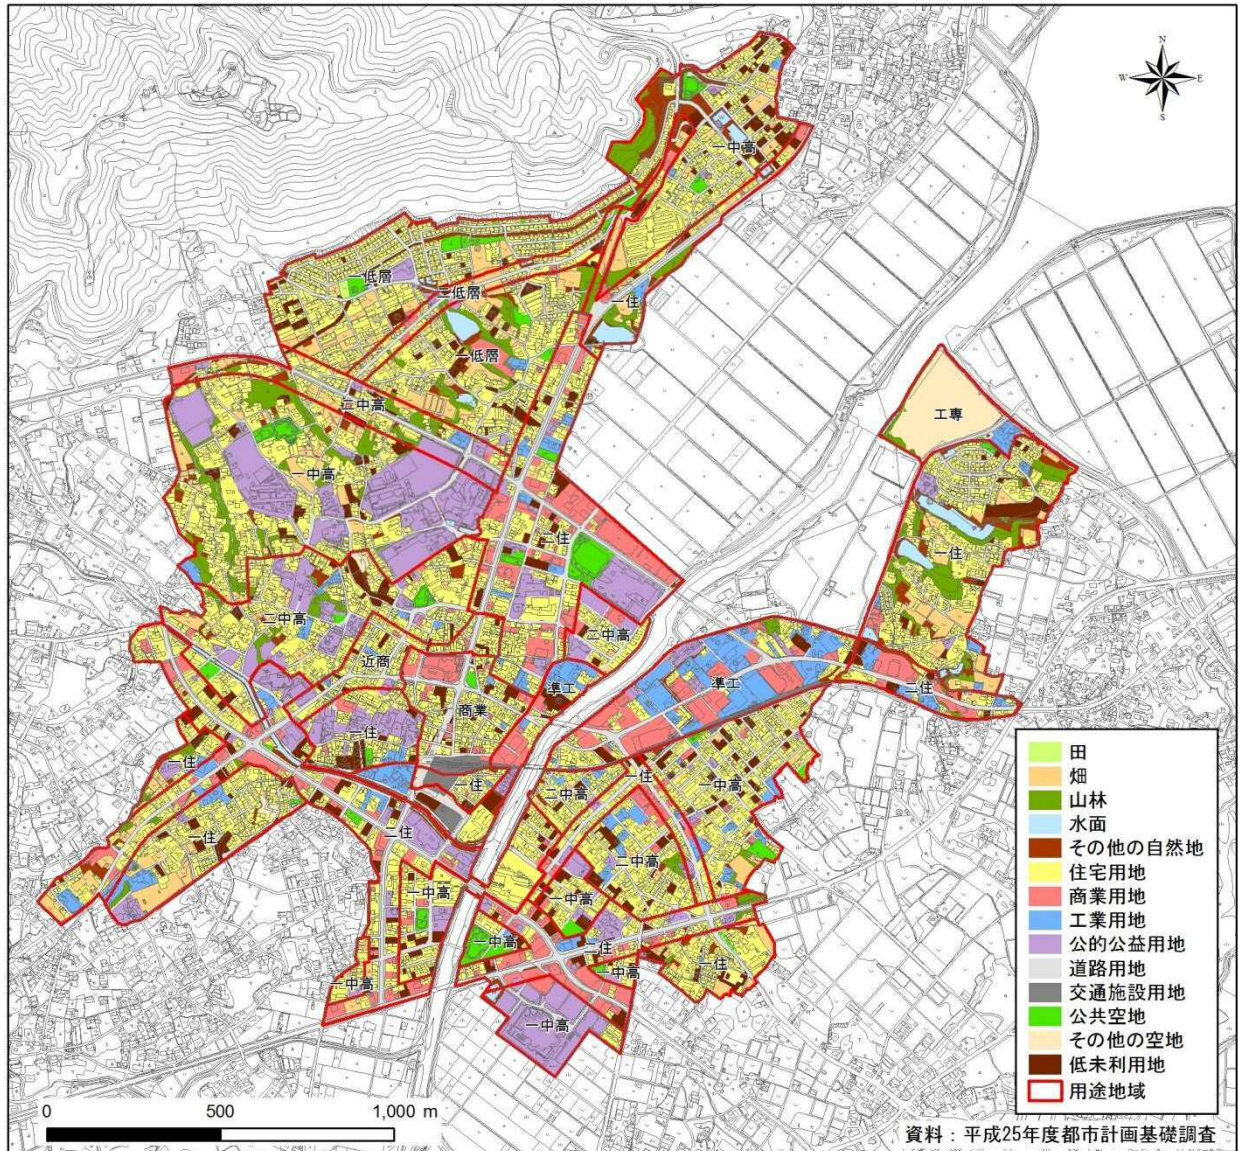 N
W
E
S
一中高
一低層
二低層
一住
一低層
二中高
工専
一中高
二住
一住
二中高
二中高
近商
準工
準工
二住
商業
一住
一住
一住
一住
二中高
一中高
一住
二住
二中高
一中高
一中高
一中高
二住
一住
一中高
一中高
一中高
田
畑
山林
水面
その他の自然地
住宅用地
商業用地
工業用地
公的公益用地
道路用地
交通施設用地
公共空地
その他の空地
低未利用地
用途地域
0 500 1,000 m
資料：平成25年度都市計画基礎調査